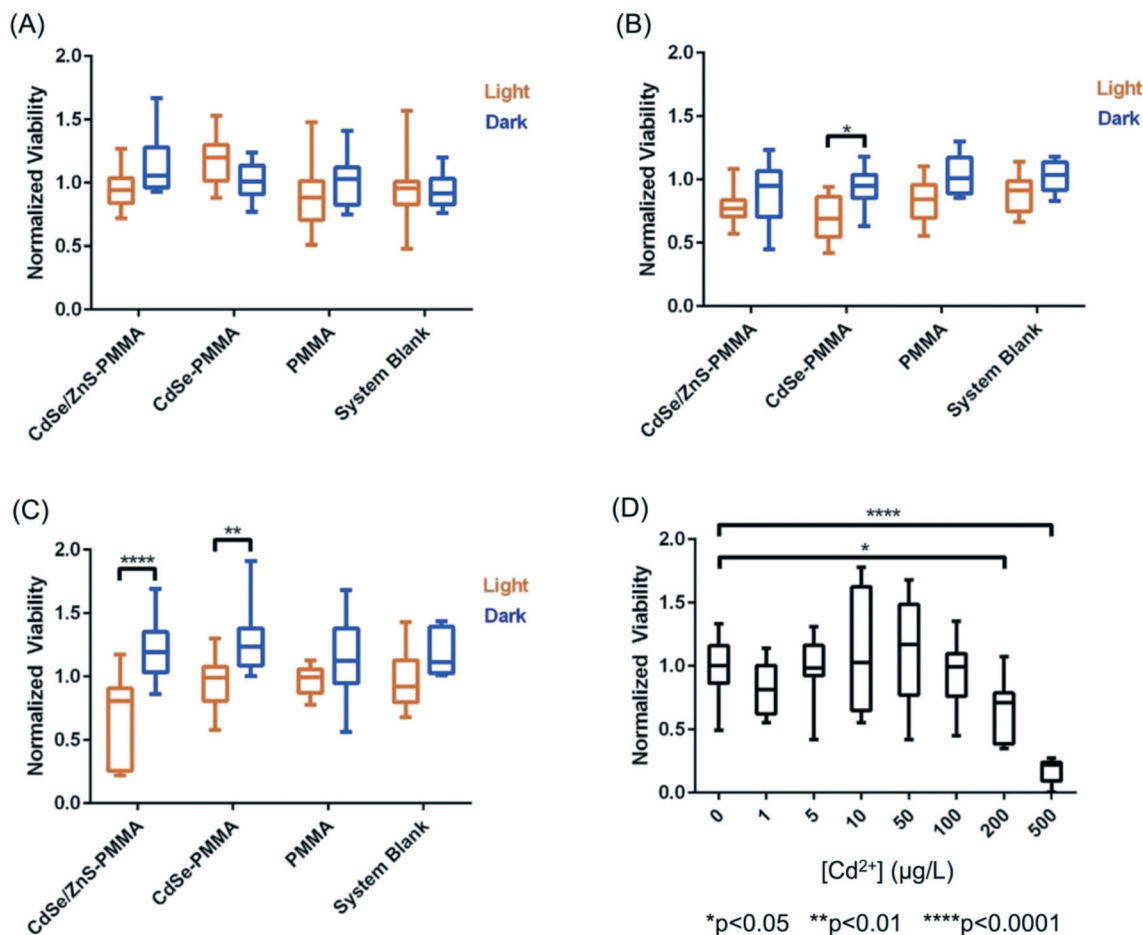 (A)
Normalized Viability
2.0
1.5
1.0
0.5
0.0
Light
Dark
CdSe/ZnS-PMMA
CdSe-PMMA
PMMA
System Blank
(B)
Normalized Viability
2.0
1.5
1.0
0.5
0.0
*
Light
Dark
CdSe/ZnS-PMMA
CdSe-PMMA
PMMA
System Blank
(C)
Normalized Viability
2.0
1.5
1.0
0.5
0.0
****
**
Light
Dark
CdSe/ZnS-PMMA
CdSe-PMMA
PMMA
System Blank
(D)
Normalized Viability
2.0
1.5
1.0
0.5
0.0
****
*
0 1 5 10 50 100 200 500
[Cd²⁺] (µg/L)
*p<0.05 **p<0.01 ****p<0.0001